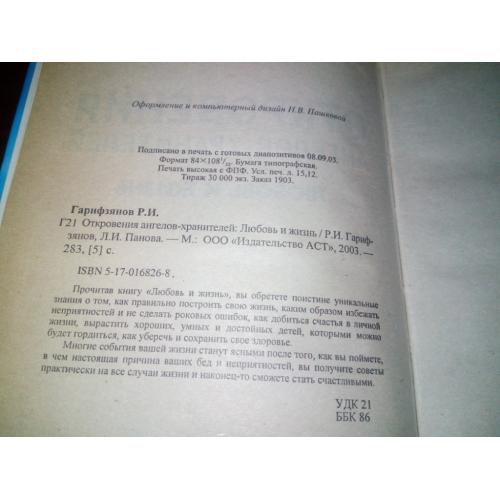 Оформление и компьютерный дизайн И.В. Пашковой
Подписано в печать с готовых диапозитивов 08.09.03.
Формат 84×108¹/₃₂. Бумага типографская.
Печать высокая с ФПФ. Усл. печ. л. 15,12.
Тираж 30 000 экз. Заказ 1903.
Гарифзянов Р.И.
Г21 Откровения ангелов-хранителей: Любовь и жизнь / Р.И. Гариф-
зянов, Л.И. Панова. — М.: ООО «Издательство АСТ», 2003. —
283, [5] с.
ISBN 5-17-016826-8.
Прочитав книгу «Любовь и жизнь», вы обретете поистине уникальные
знания о том, как правильно построить свою жизнь, каким образом избежать
неприятностей и не сделать роковых ошибок, как добиться счастья в личной
жизни, вырастить хороших, умных и достойных детей, которыми можно
будет гордиться, как уберечь и сохранить свое здоровье.
Многие события вашей жизни станут ясными после того, как вы поймете,
в чем настоящая причина ваших бед и неприятностей, вы получите советы
практически на все случаи жизни и наконец-то сможете стать счастливыми.
УДК 21
ББК 86